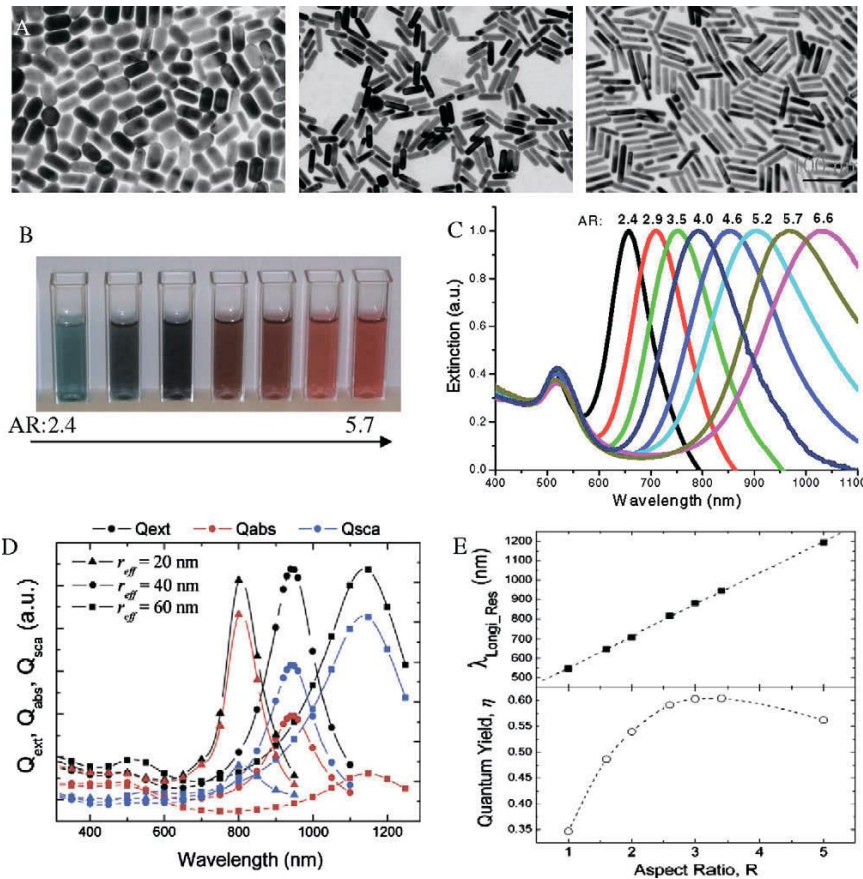 A
100 nm
B
AR:2.4 5.7
C
AR: 2.4 2.9 3.5 4.0 4.6 5.2 5.7 6.6
1.0
0.8
0.6
0.4
0.2
0.0
Extinction (a.u.)
400 500 600 700 800 900 1000 1100
Wavelength (nm)
D
Qext Qabs Qsca
r_eff = 20 nm
r_eff = 40 nm
r_eff = 60 nm
Q_ext, Q_abs, Q_sca (a.u.)
400 600 800 1000 1200
Wavelength (nm)
E
1200
1100
1000
900
800
700
600
500
λ_Longi_Res (nm)
0.60
0.55
0.50
0.45
0.40
0.35
Quantum Yield, η
1 2 3 4 5
Aspect Ratio, R